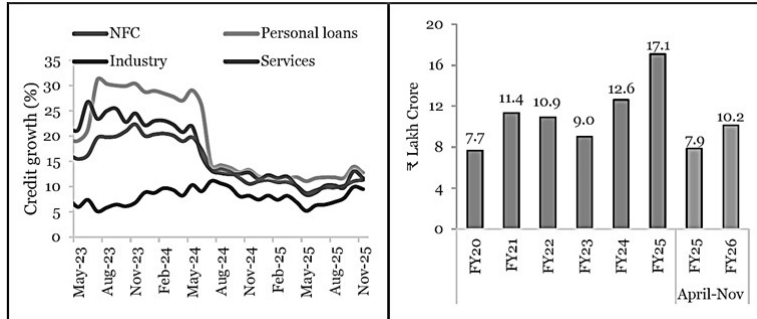 NFC
Personal loans
Industry
Services
Credit growth (%)
35
30
25
20
15
10
5
0
May-23
Aug-23
Nov-23
Feb-24
May-24
Aug-24
Nov-24
Feb-25
May-25
Aug-25
Nov-25
₹ Lakh Crore
20
16
12
8
4
0
7.7
11.4
10.9
9.0
12.6
17.1
7.9
10.2
FY20
FY21
FY22
FY23
FY24
FY25
FY25
FY26
April-Nov